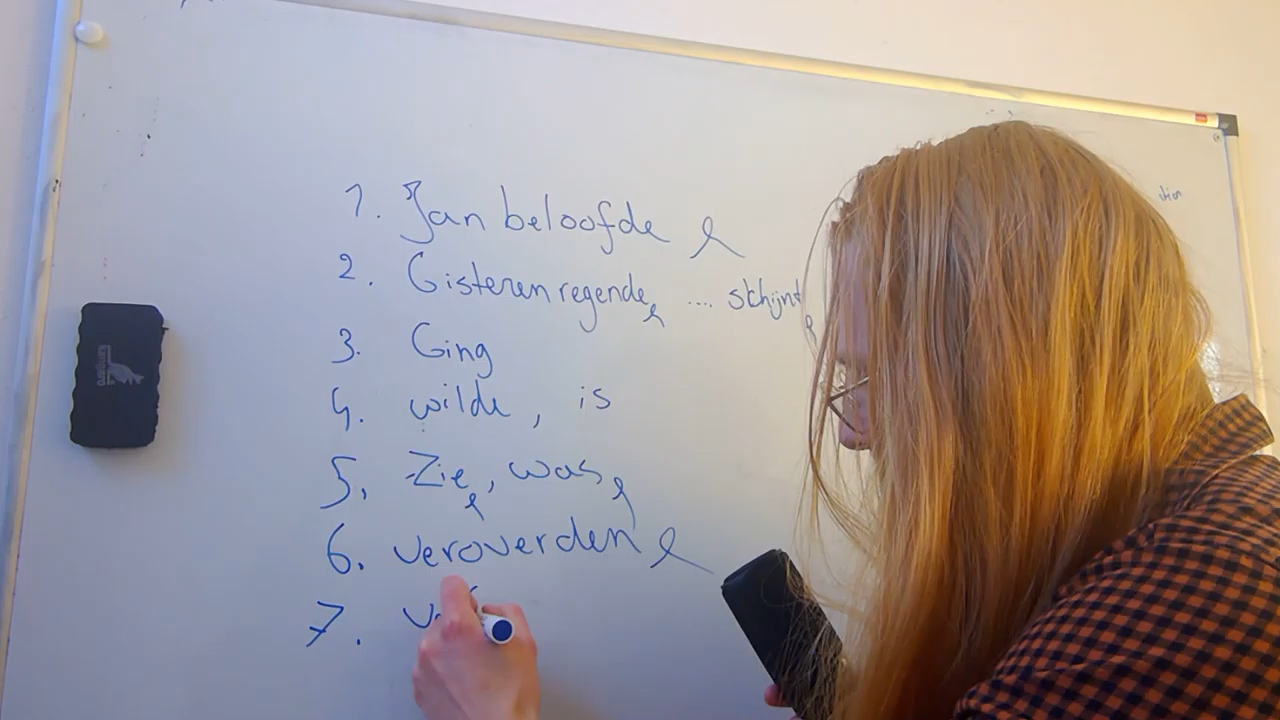 1. Jan beloofde
2. Gisteren regende, .... schijnt,
3. Ging
4. wilde, is
5. Zie, was,
6. veroverden
7.